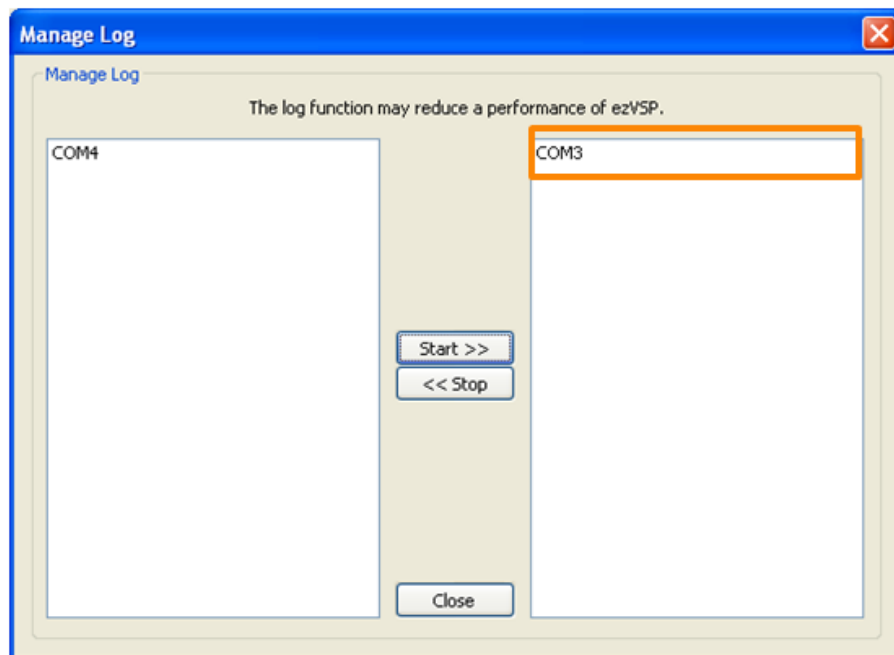 Manage Log
Manage Log
The log function may reduce a performance of ezVSP.
COM4
COM3
Start >>
<< Stop
Close